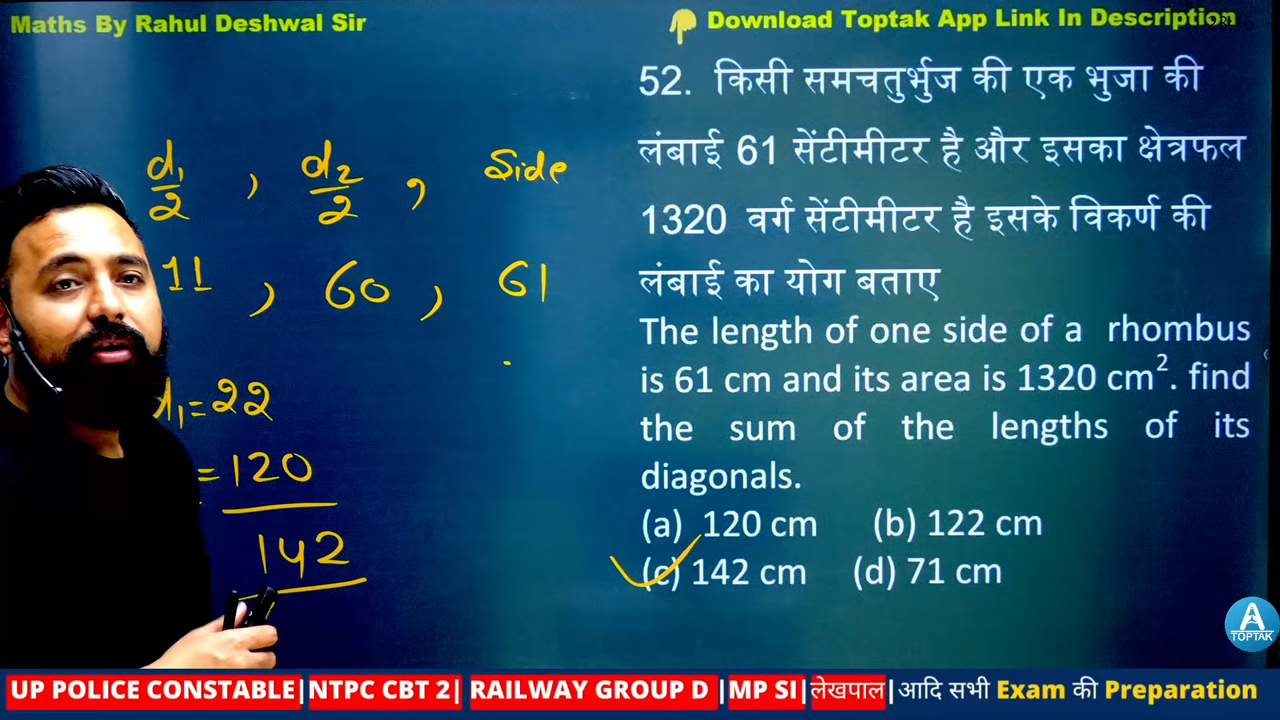 Maths By Rahul Deshwal Sir
Download Toptak App Link In Description
52. किसी समचतुर्भुज की एक भुजा की
लंबाई 61 सेंटीमीटर है और इसका क्षेत्रफल
1320 वर्ग सेंटीमीटर है इसके विकर्ण की
लंबाई का योग बताए
The length of one side of a rhombus
is 61 cm and its area is 1320 cm². find
the sum of the lengths of its
diagonals.
(a) 120 cm (b) 122 cm
(c) 142 cm (d) 71 cm
d₁/2 , d₂/2 , Side
11 , 60 , 61
d₁=22
=120
142
A
TOPTAK
UP POLICE CONSTABLE| NTPC CBT 2| RAILWAY GROUP D |MP SI|लेखपाल|आदि सभी Exam की Preparation